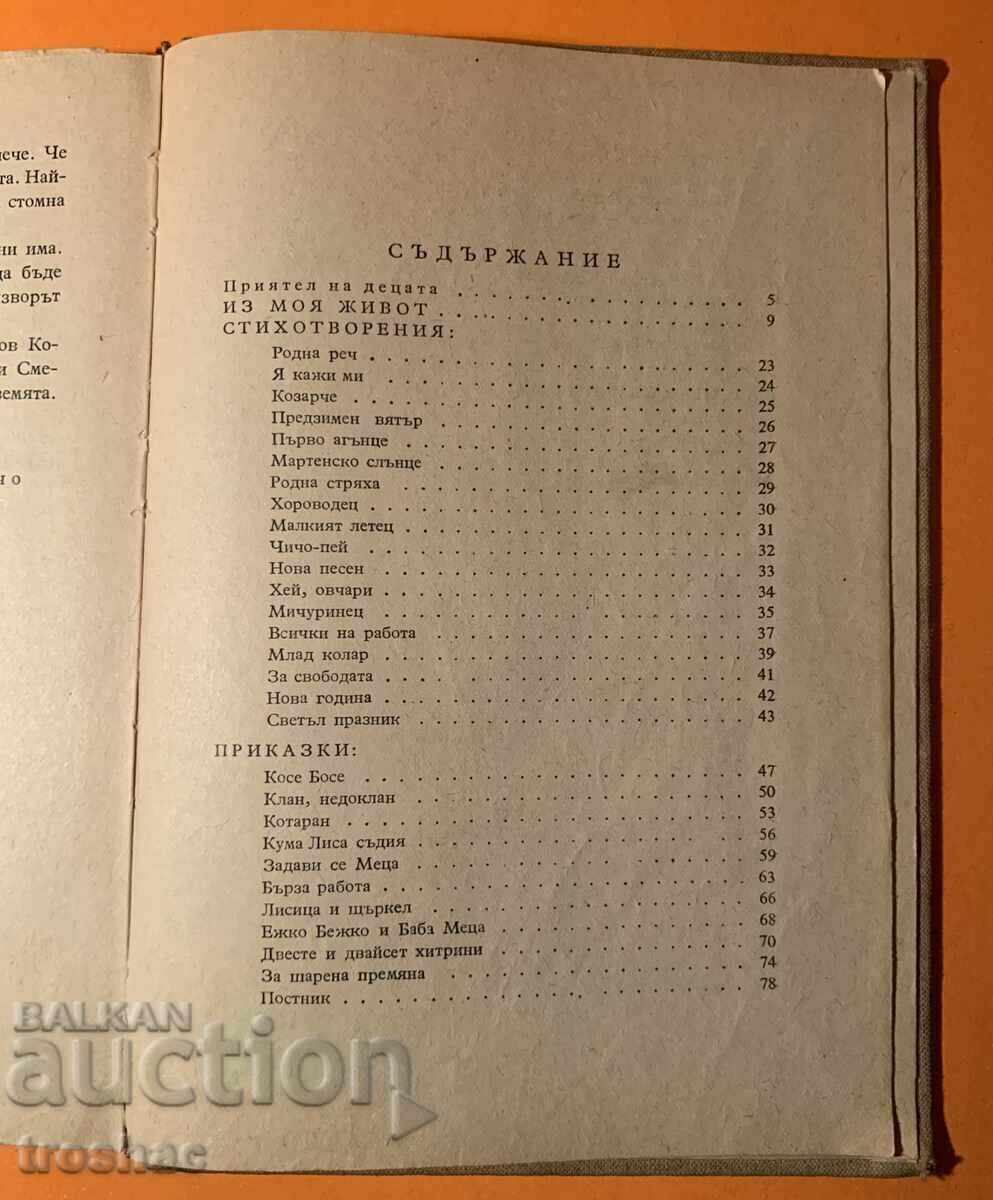 че. Че
та. Най-
стомна
ни има.
да бъде
зворът
ов Ко-
и Сме-
земята.
но
СЪДЪРЖАНИЕ
Приятел на децата . . . . . . . . . . . . . . 5
ИЗ МОЯ ЖИВОТ . . . . . . . . . . . . . . 9
СТИХОТВОРЕНИЯ:
Родна реч . . . . . . . . . . . . . . . . . . 23
Я кажи ми . . . . . . . . . . . . . . . . . . 24
Козарче . . . . . . . . . . . . . . . . . . 25
Предзимен вятър . . . . . . . . . . . . . . . 26
Първо агънце . . . . . . . . . . . . . . . . 27
Мартенско слънце . . . . . . . . . . . . . . . 28
Родна стряха . . . . . . . . . . . . . . . . . 29
Хороводец . . . . . . . . . . . . . . . . . . 30
Малкият летец . . . . . . . . . . . . . . . . 31
Чичо-пей . . . . . . . . . . . . . . . . . . 32
Нова песен . . . . . . . . . . . . . . . . . . 33
Хей, овчари . . . . . . . . . . . . . . . . . 34
Мичуринец . . . . . . . . . . . . . . . . . . 35
Всички на работа . . . . . . . . . . . . . . . 37
Млад колар . . . . . . . . . . . . . . . . . . 39
За свободата . . . . . . . . . . . . . . . . . 41
Нова година . . . . . . . . . . . . . . . . . 42
Светъл празник . . . . . . . . . . . . . . . . 43
ПРИКАЗКИ:
Косе Босе . . . . . . . . . . . . . . . . . . 47
Клан, недоклан . . . . . . . . . . . . . . . . 50
Котаран . . . . . . . . . . . . . . . . . . 53
Кума Лиса съдия . . . . . . . . . . . . . . . 56
Задави се Меца . . . . . . . . . . . . . . . . 59
Бърза работа . . . . . . . . . . . . . . . . . 63
Лисица и щъркел . . . . . . . . . . . . . . . 66
Ежко Бежко и Баба Меца . . . . . . . . . . . . 68
Двесте и двайсет хитрини . . . . . . . . . . . . 70
За шарена премяна . . . . . . . . . . . . . . 74
Постник . . . . . . . . . . . . . . . . . . 78
BALKAN
auction
troshac